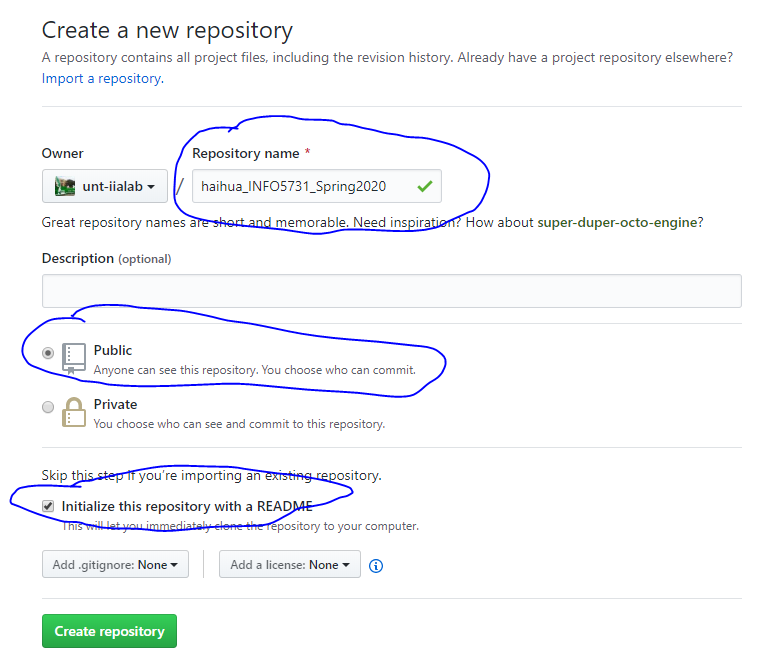 Create a new repository
A repository contains all project files, including the revision history. Already have a project repository elsewhere?
Import a repository.
Owner
Repository name *
unt-iialab
/
haihua_INFO5731_Spring2020
Great repository names are short and memorable. Need inspiration? How about super-duper-octo-engine?
Description (optional)
Public
Anyone can see this repository. You choose who can commit.
Private
You choose who can see and commit to this repository.
Skip this step if you’re importing an existing repository.
Initialize this repository with a README
This will let you immediately clone the repository to your computer.
Add .gitignore: None
Add a license: None
Create repository